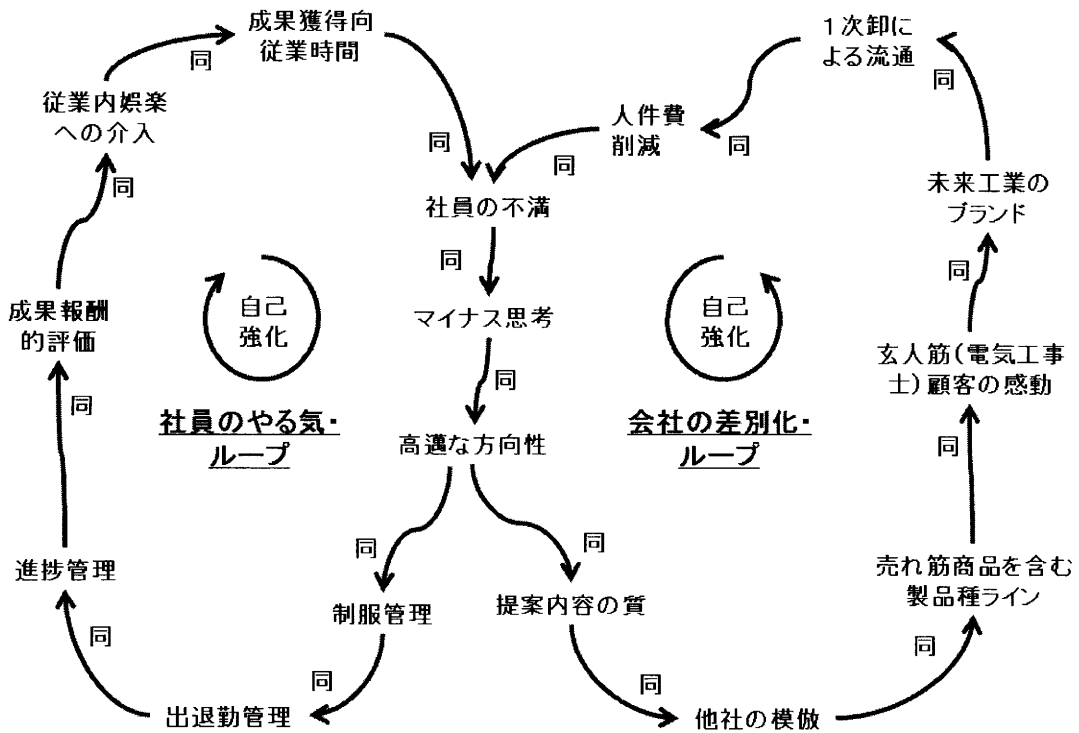 成果獲得向
従業時間
同
従業内娯楽
への介入
同
成果報酬
的評価
同
進捗管理
同
出退勤管理
同
制服管理
同
同
社員の不満
同
マイナス思考
同
高邁な方向性
自己
強化
社員のやる気・
ループ
1次卸に
よる流通
同
人件費
削減
同
同
未来工業の
ブランド
同
玄人筋(電気工事
士)顧客の感動
同
売れ筋商品を含む
製品種ライン
同
他社の模倣
同
提案内容の質
同
自己
強化
会社の差別化・
ループ